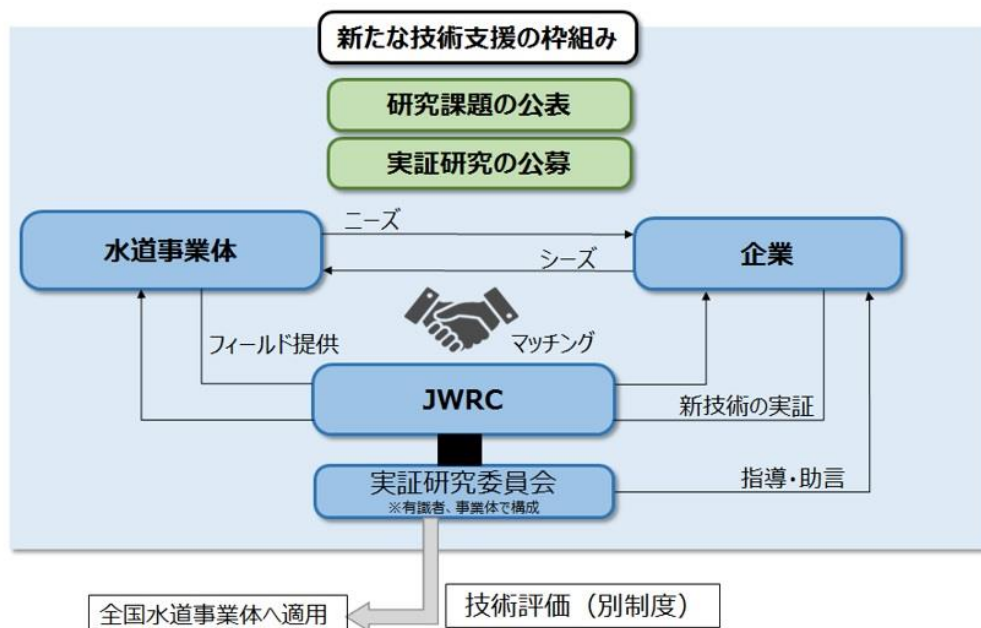 新たな技術支援の枠組み
研究課題の公表
実証研究の公募
ニーズ
水道事業体
企業
シーズ
フィールド提供
マッチング
JWRC
新技術の実証
実証研究委員会
※有識者、事業体で構成
指導・助言
技術評価（別制度）
全国水道事業体へ適用